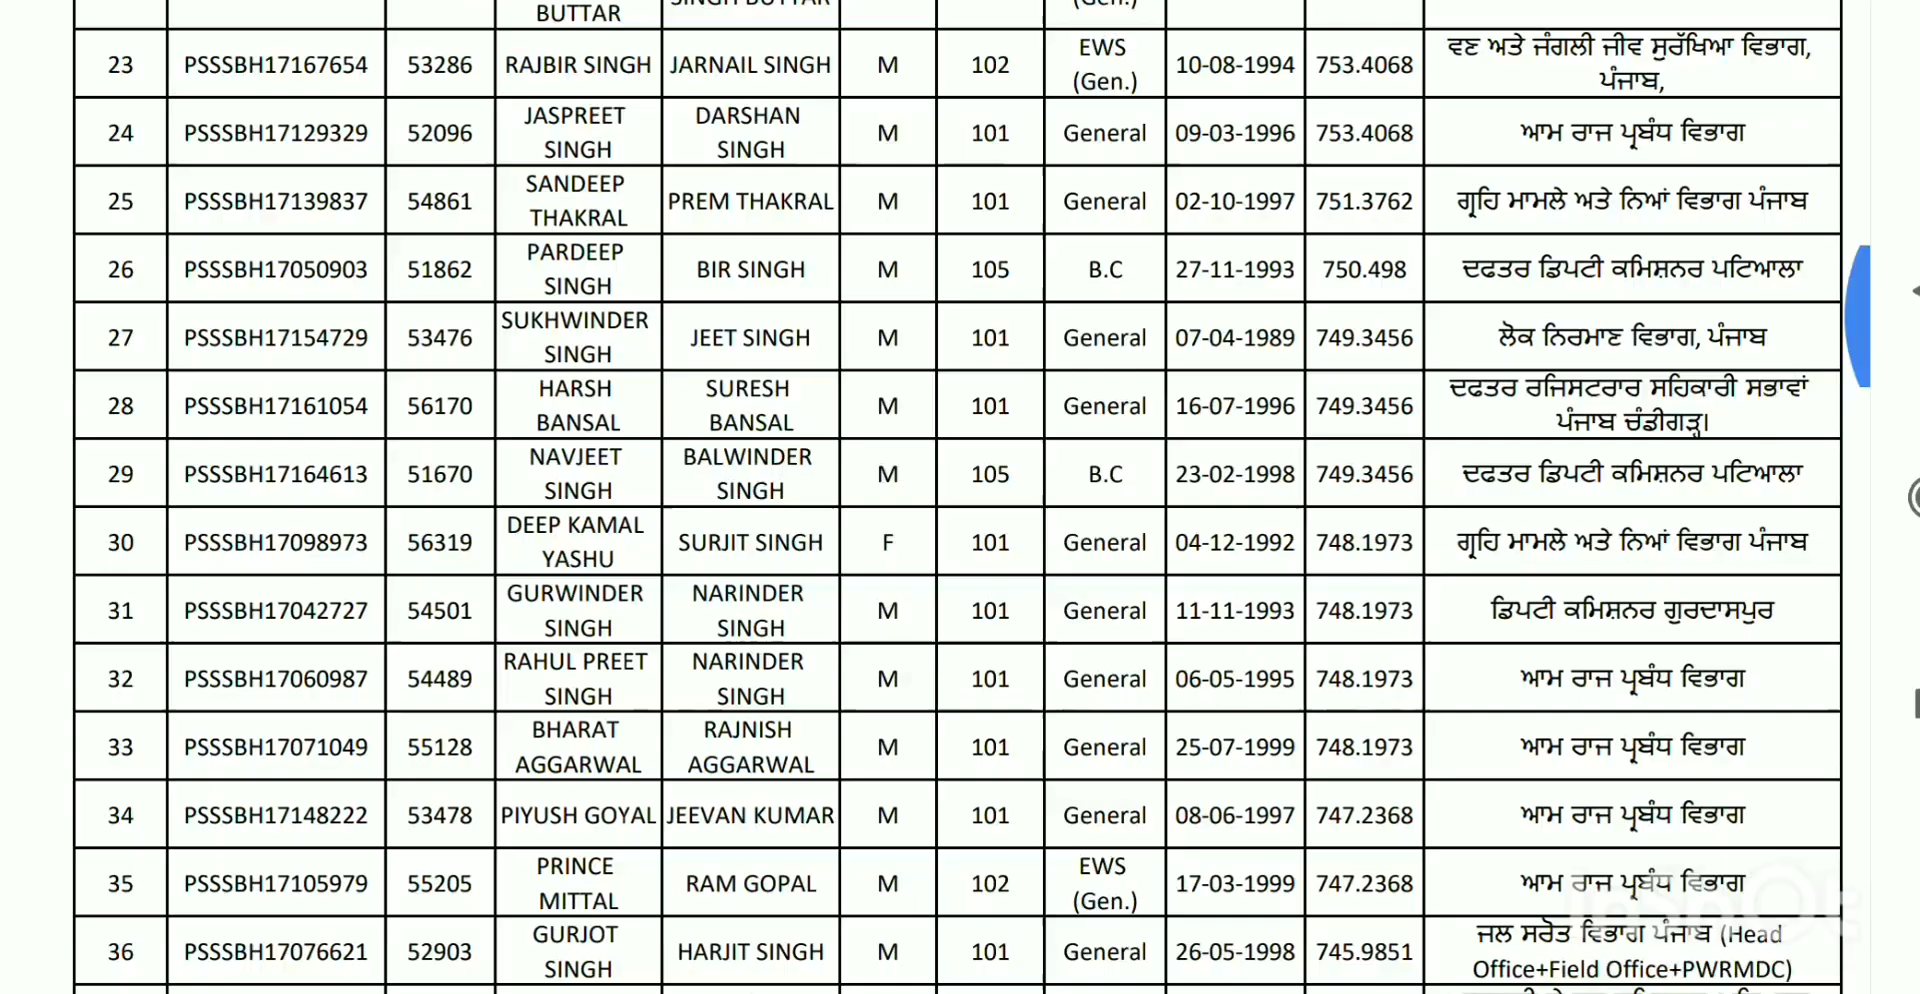 BUTTAR
23 PSSSBH17167654 53286 RAJBIR SINGH JARNAIL SINGH M 102 EWS (Gen.) 10-08-1994 753.4068 ਵਣ ਅਤੇ ਜੰਗਲੀ ਜੀਵ ਸੁਰੱਖਿਆ ਵਿਭਾਗ, ਪੰਜਾਬ,
24 PSSSBH17129329 52096 JASPREET SINGH DARSHAN SINGH M 101 General 09-03-1996 753.4068 ਆਮ ਰਾਜ ਪ੍ਰਬੰਧ ਵਿਭਾਗ
25 PSSSBH17139837 54861 SANDEEP THAKRAL PREM THAKRAL M 101 General 02-10-1997 751.3762 ਗ੍ਰਹਿ ਮਾਮਲੇ ਅਤੇ ਨਿਆਂ ਵਿਭਾਗ ਪੰਜਾਬ
26 PSSSBH17050903 51862 PARDEEP SINGH BIR SINGH M 105 B.C 27-11-1993 750.498 ਦਫਤਰ ਡਿਪਟੀ ਕਮਿਸ਼ਨਰ ਪਟਿਆਲਾ
27 PSSSBH17154729 53476 SUKHWINDER SINGH JEET SINGH M 101 General 07-04-1989 749.3456 ਲੋਕ ਨਿਰਮਾਣ ਵਿਭਾਗ, ਪੰਜਾਬ
28 PSSSBH17161054 56170 HARSH BANSAL SURESH BANSAL M 101 General 16-07-1996 749.3456 ਦਫਤਰ ਰਜਿਸਟਰਾਰ ਸਹਿਕਾਰੀ ਸਭਾਵਾਂ ਪੰਜਾਬ ਚੰਡੀਗੜ੍ਹ।
29 PSSSBH17164613 51670 NAVJEET SINGH BALWINDER SINGH M 105 B.C 23-02-1998 749.3456 ਦਫਤਰ ਡਿਪਟੀ ਕਮਿਸ਼ਨਰ ਪਟਿਆਲਾ
30 PSSSBH17098973 56319 DEEP KAMAL YASHU SURJIT SINGH F 101 General 04-12-1992 748.1973 ਗ੍ਰਹਿ ਮਾਮਲੇ ਅਤੇ ਨਿਆਂ ਵਿਭਾਗ ਪੰਜਾਬ
31 PSSSBH17042727 54501 GURWINDER SINGH NARINDER SINGH M 101 General 11-11-1993 748.1973 ਡਿਪਟੀ ਕਮਿਸ਼ਨਰ ਗੁਰਦਾਸਪੁਰ
32 PSSSBH17060987 54489 RAHUL PREET SINGH NARINDER SINGH M 101 General 06-05-1995 748.1973 ਆਮ ਰਾਜ ਪ੍ਰਬੰਧ ਵਿਭਾਗ
33 PSSSBH17071049 55128 BHARAT AGGARWAL RAJNISH AGGARWAL M 101 General 25-07-1999 748.1973 ਆਮ ਰਾਜ ਪ੍ਰਬੰਧ ਵਿਭਾਗ
34 PSSSBH17148222 53478 PIYUSH GOYAL JEEVAN KUMAR M 101 General 08-06-1997 747.2368 ਆਮ ਰਾਜ ਪ੍ਰਬੰਧ ਵਿਭਾਗ
35 PSSSBH17105979 55205 PRINCE MITTAL RAM GOPAL M 102 EWS (Gen.) 17-03-1999 747.2368 ਆਮ ਰਾਜ ਪ੍ਰਬੰਧ ਵਿਭਾਗ
36 PSSSBH17076621 52903 GURJOT SINGH HARJIT SINGH M 101 General 26-05-1998 745.9851 ਜਲ ਸਰੋਤ ਵਿਭਾਗ ਪੰਜਾਬ (Head Office+Field Office+PWRMDC)